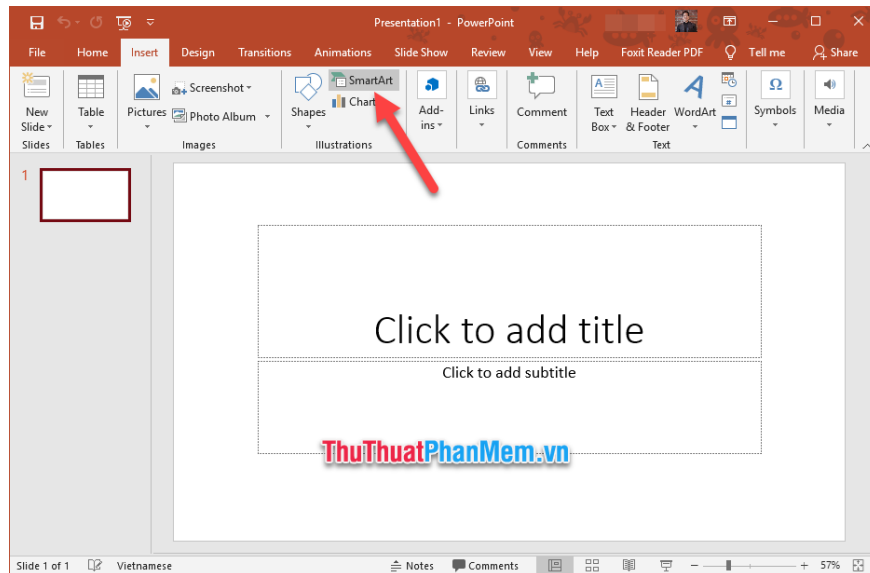 Presentation1 - PowerPoint
File Home Insert Design Transitions Animations Slide Show Review View Help Foxit Reader PDF Tell me Share
New Slide
Table
Pictures
Screenshot
Photo Album
Shapes
SmartArt
Chart
Add-ins
Links
Comment
Text Box
Header & Footer
WordArt
Symbols
Media
Slides Tables Images Illustrations Comments Text
1
Click to add title
Click to add subtitle
ThuThuatPhanMem.vn
Slide 1 of 1 Vietnamese Notes Comments 57%